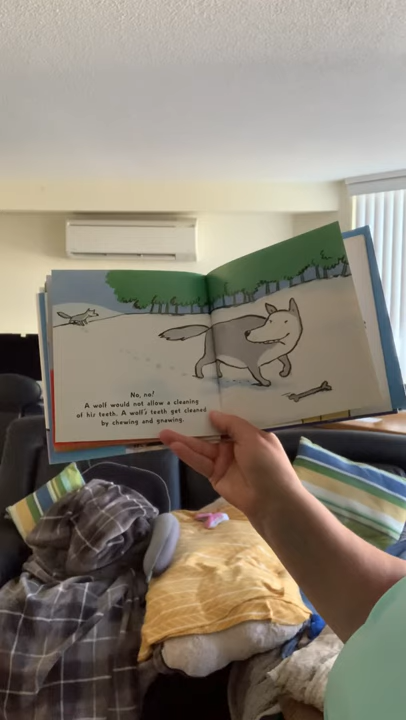 No, no!
A wolf would not allow a cleaning
of his teeth. A wolf's teeth get cleaned
by chewing and gnawing.